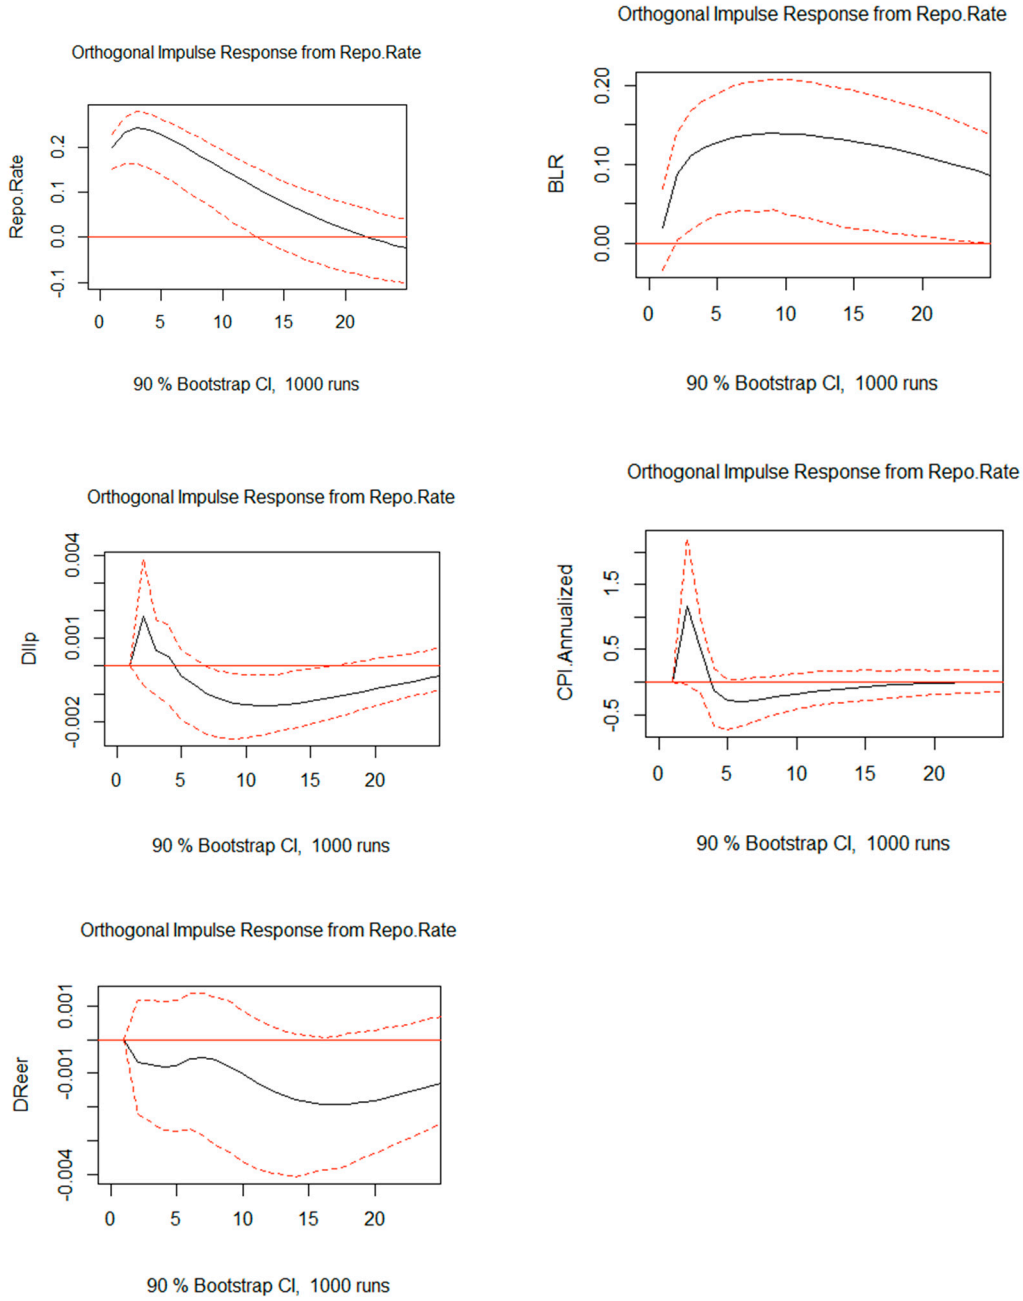 Orthogonal Impulse Response from Repo.Rate
Repo.Rate
0.2
0.1
0.0
-0.1
0 5 10 15 20
90 % Bootstrap CI, 1000 runs
Orthogonal Impulse Response from Repo.Rate
BLR
0.20
0.10
0.00
0 5 10 15 20
90 % Bootstrap CI, 1000 runs
Orthogonal Impulse Response from Repo.Rate
DIIp
0.004
0.001
-0.002
0 5 10 15 20
90 % Bootstrap CI, 1000 runs
Orthogonal Impulse Response from Repo.Rate
CPI.Annualized
1.5
0.5
-0.5
0 5 10 15 20
90 % Bootstrap CI, 1000 runs
Orthogonal Impulse Response from Repo.Rate
DReer
0.001
-0.001
-0.004
0 5 10 15 20
90 % Bootstrap CI, 1000 runs